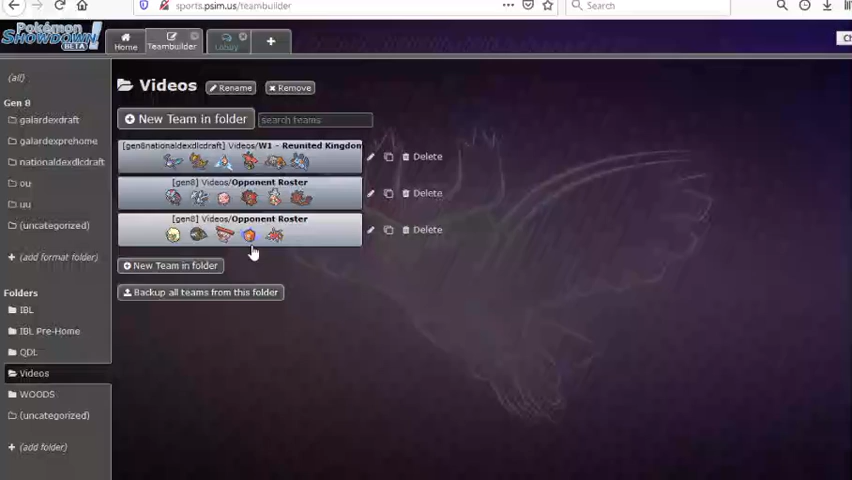 sports.psim.us/teambuilder
Search
Pokémon
SHOWDOWN!
BETA
Home
Teambuilder
Lobby
Ch
(all)
Gen 8
galardexdraft
galardexprehome
nationaldexdlcdraft
ou
uu
(uncategorized)
(add format folder)
Folders
IBL
IBL Pre-Home
QDL
Videos
WOODS
(uncategorized)
(add folder)
Videos
Rename
Remove
New Team in folder
search teams
[gen8nationaldexdlcdraft] Videos/W1 - Reunited Kingdom
Delete
[gen8] Videos/Opponent Roster
Delete
[gen8] Videos/Opponent Roster
Delete
New Team in folder
Backup all teams from this folder